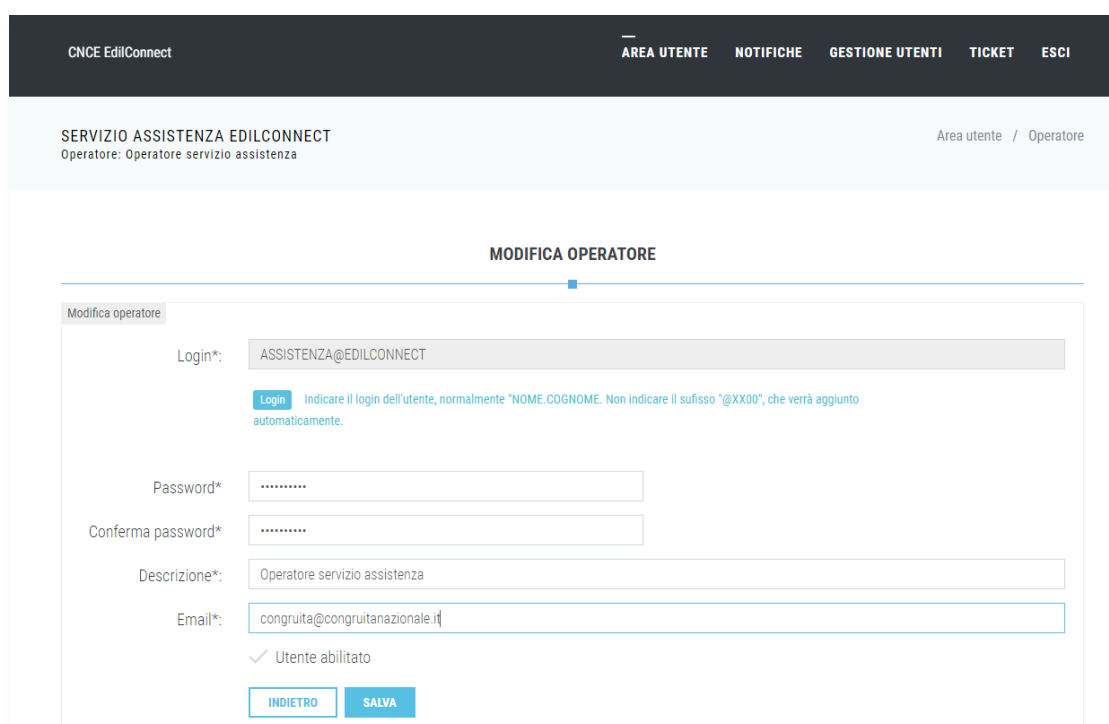 CNCE EdilConnect
AREA UTENTE NOTIFICHE GESTIONE UTENTI TICKET ESCI
SERVIZIO ASSISTENZA EDILCONNECT
Operatore: Operatore servizio assistenza
Area utente / Operatore
MODIFICA OPERATORE
Modifica operatore
Login*: ASSISTENZA@EDILCONNECT
Login Indicare il login dell'utente, normalmente "NOME.COGNOME. Non indicare il sufisso "@XX00", che verrà aggiunto
automaticamente.
Password* ••••••••••
Conferma password* ••••••••••
Descrizione*: Operatore servizio assistenza
Email*: congruita@congruitanazionale.it
Utente abilitato
INDIETRO SALVA